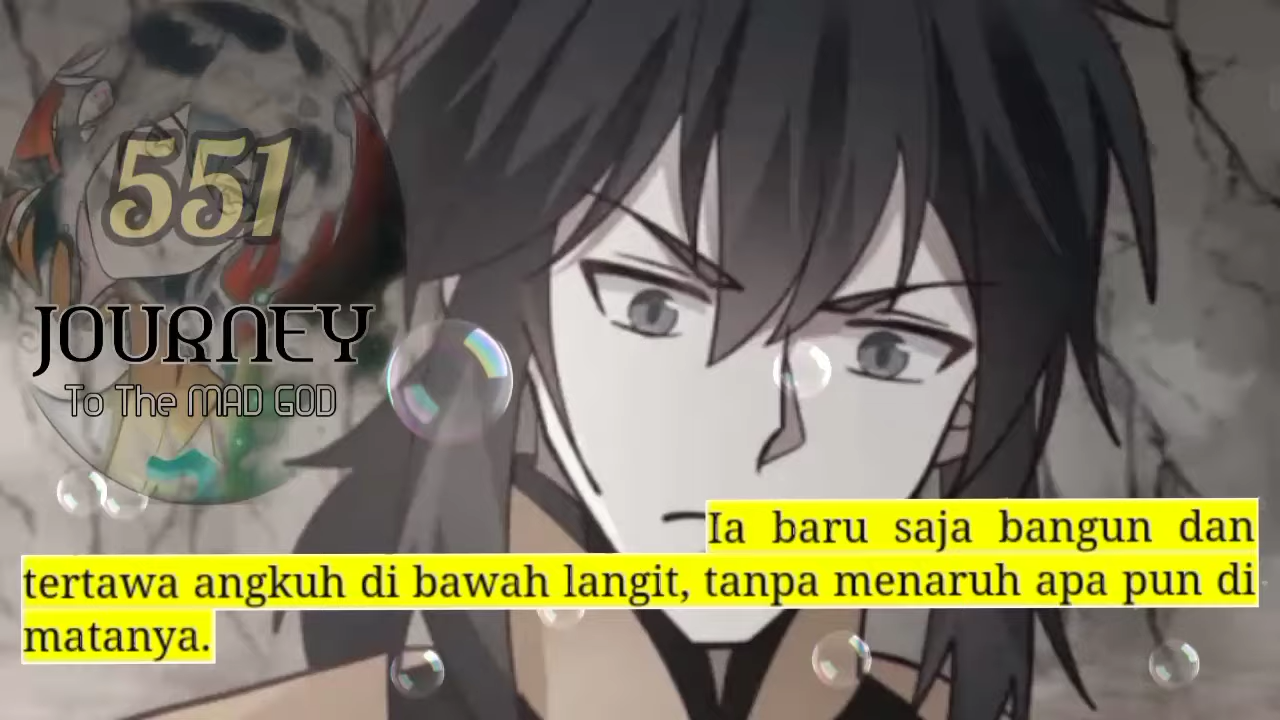 551
JOURNEY
To The MAD GOD
Ia baru saja bangun dan
tertawa angkuh di bawah langit, tanpa menaruh apa pun di
matanya.